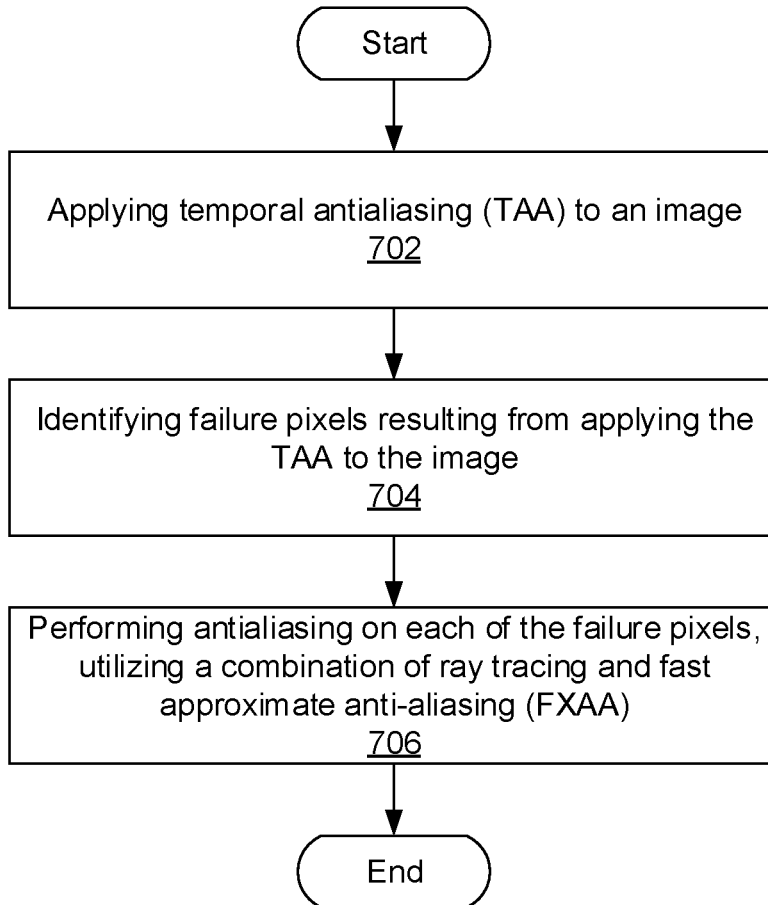 Start
Applying temporal antialiasing (TAA) to an image
702
Identifying failure pixels resulting from applying the
TAA to the image
704
Performing antialiasing on each of the failure pixels,
utilizing a combination of ray tracing and fast
approximate anti-aliasing (FXAA)
706
End